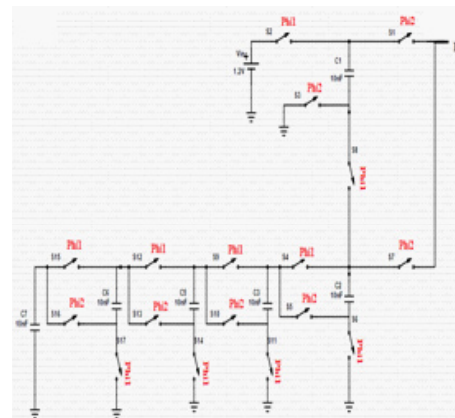 S2 Phi1
S1 Phi2
Vin
1.2V
C1
10nF
S3 Phi2
S8
Phi1
S15 Phi1
S12 Phi1
S9 Phi1
S4 Phi1
S7 Phi2
C7
10nF
C6
10nF
C5
10nF
C3
10nF
C2
10nF
S16 Phi2
S13 Phi2
S10 Phi2
S5 Phi2
S17
Phi1
S14
Phi1
S11
Phi1
S6
Phi1